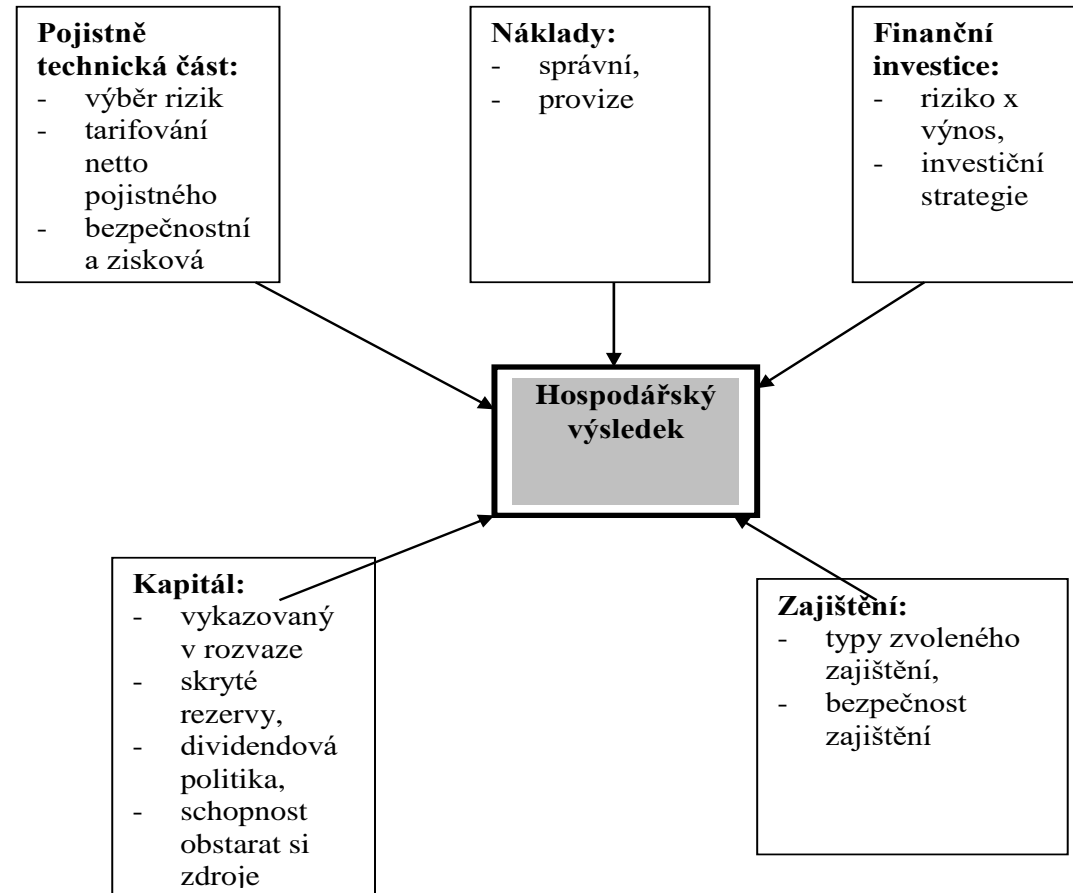 Pojistně
technická část:
- výběr rizik
- tarifování
netto
pojistného
- bezpečnostní
a zisková
Náklady:
- správní,
- provize
Finanční
investice:
- riziko x
výnos,
- investiční
strategie
Hospodářský
výsledek
Kapitál:
- vykazovaný
v rozvaze
- skryté
rezervy,
- dividendová
politika,
- schopnost
obstarat si
zdroje
Zajištění:
- typy zvoleného
zajištění,
- bezpečnost
zajištění